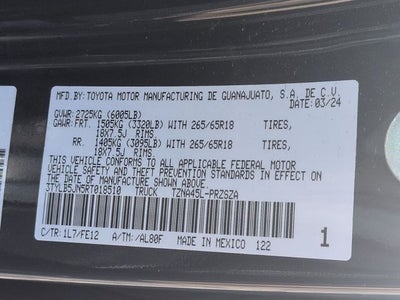 MFD. BY: TOYOTA MOTOR MANUFACTURING DE GUANAJUATO, S.A. DE C.V.
DATE: 03/24
GVWR: 2725KG (6005LB)
GAWR: FRT. 1505KG (3320LB) WITH 265/65R18 TIRES,
18X7.5J RIMS
RR. 1405KG (3095LB) WITH 265/65R18 TIRES,
18X7.5J RIMS
THIS VEHICLE CONFORMS TO ALL APPLICABLE FEDERAL MOTOR
VEHICLE SAFETY STANDARDS IN EFFECT ON THE
DATE OF MANUFACTURE SHOWN ABOVE.
3TYLB5JN5RT018510 TRUCK TZNA45L-PRZSZA
C/TR: 1L7/FE12 A/TM: /AL80F MADE IN MEXICO 122 1